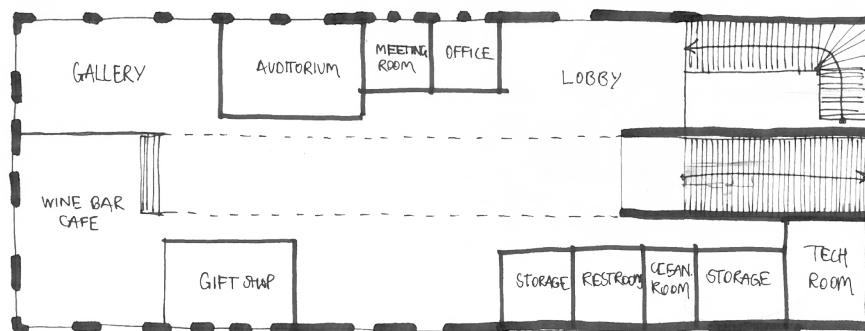 GALLERY
AUDITORIUM
MEETING
ROOM
OFFICE
LOBBY
WINE BAR
CAFE
GIFT SHOP
STORAGE
RESTROOM
CLEAN.
ROOM
STORAGE
TECH
ROOM